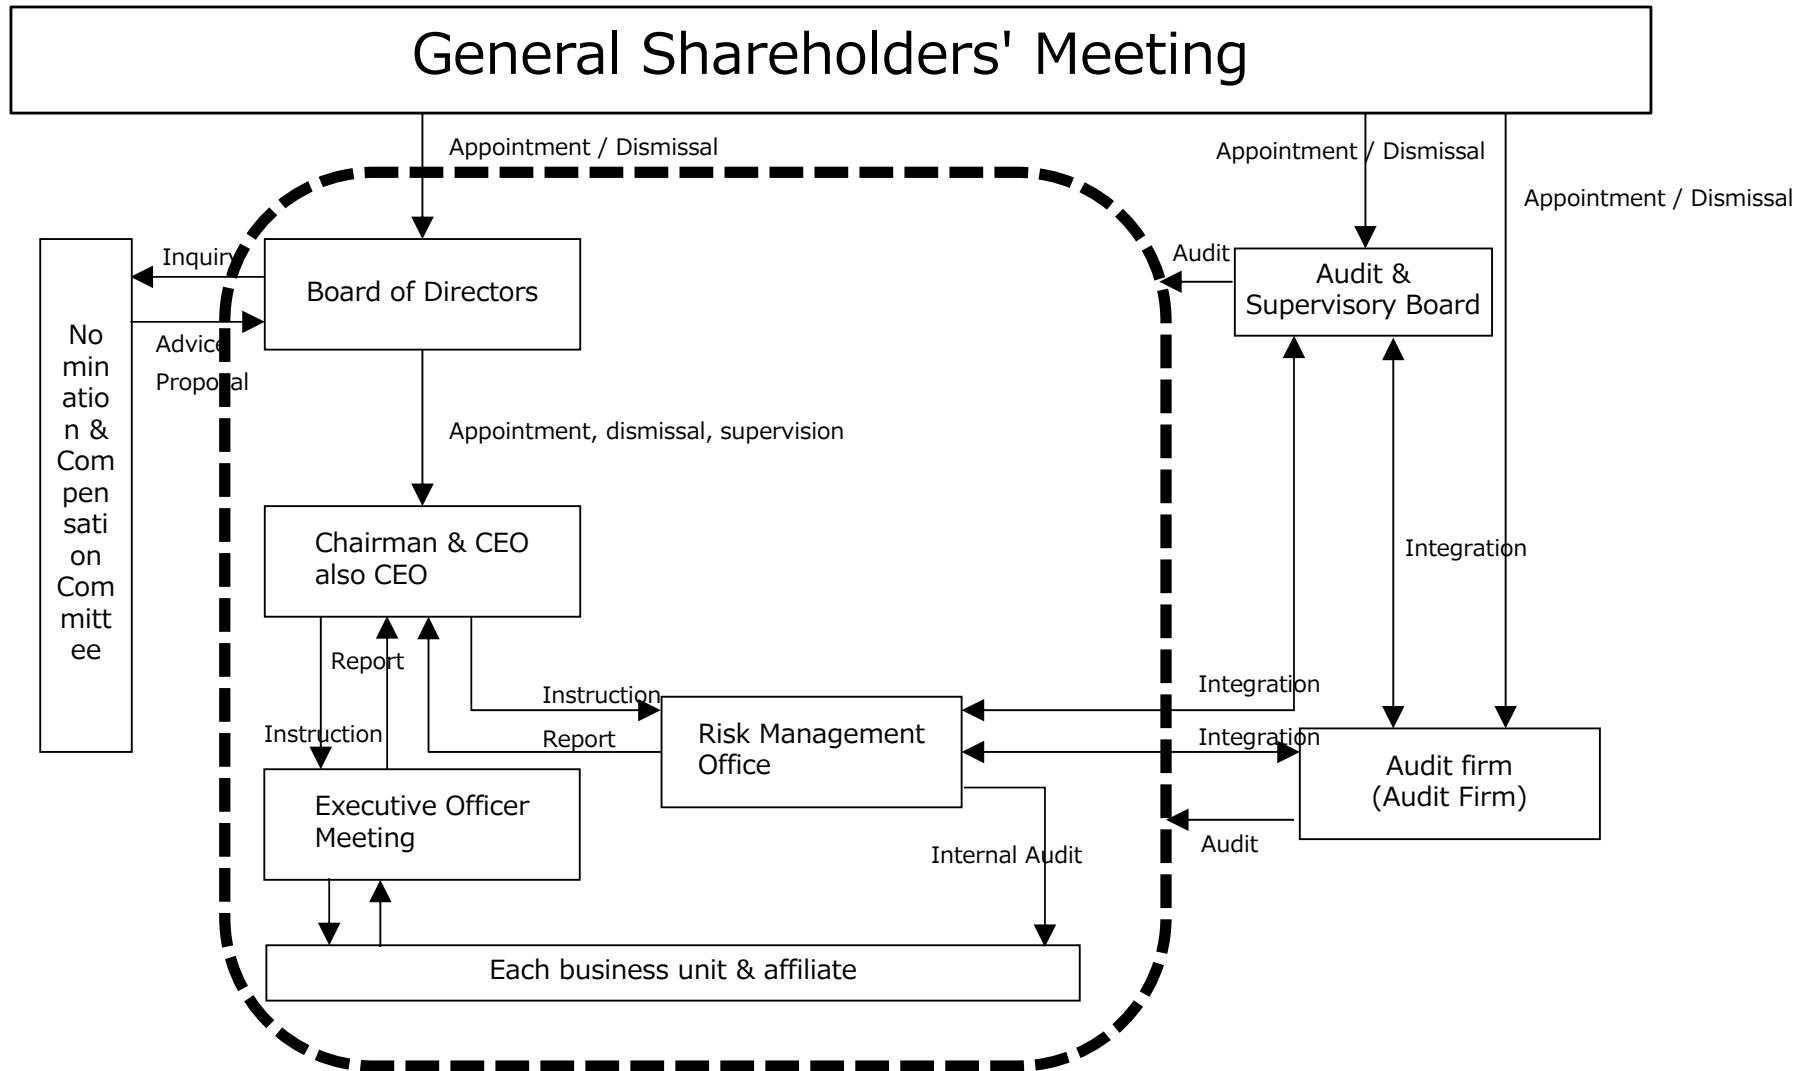 General Shareholders' Meeting
Appointment / Dismissal
Appointment / Dismissal
Appointment / Dismissal
Inquiry
Board of Directors
Advice
Proposal
No
min
atio
n &
Com
pen
sati
on
Com
mitt
ee
Audit
Audit &
Supervisory Board
Appointment, dismissal, supervision
Chairman & CEO
also CEO
Integration
Report
Instruction
Instruction
Report
Risk Management
Office
Integration
Integration
Audit firm
(Audit Firm)
Executive Officer
Meeting
Internal Audit
Audit
Each business unit & affiliate